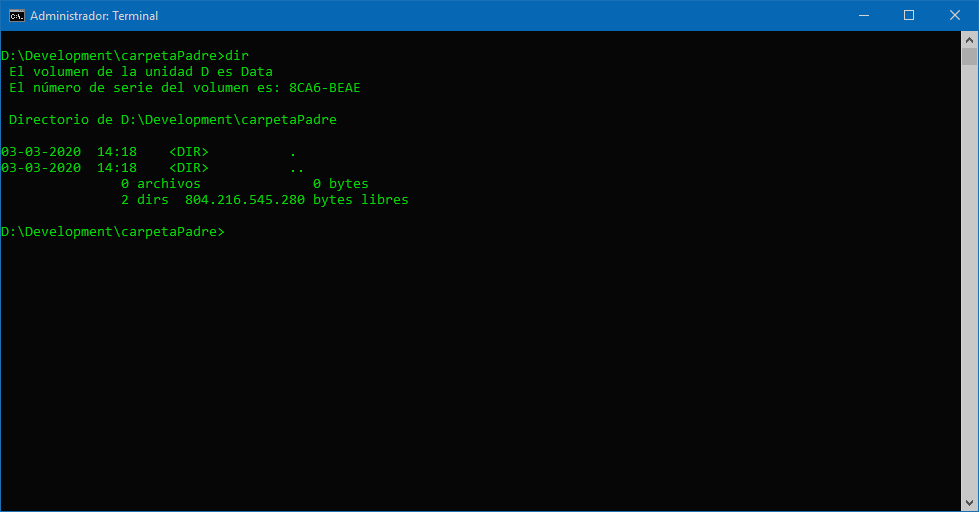 Administrador: Terminal
D:\Development\carpetaPadre>dir
 El volumen de la unidad D es Data
 El número de serie del volumen es: 8CA6-BEAE
 Directorio de D:\Development\carpetaPadre
03-03-2020  14:18    <DIR>          .
03-03-2020  14:18    <DIR>          ..
               0 archivos              0 bytes
               2 dirs  804.216.545.280 bytes libres
D:\Development\carpetaPadre>